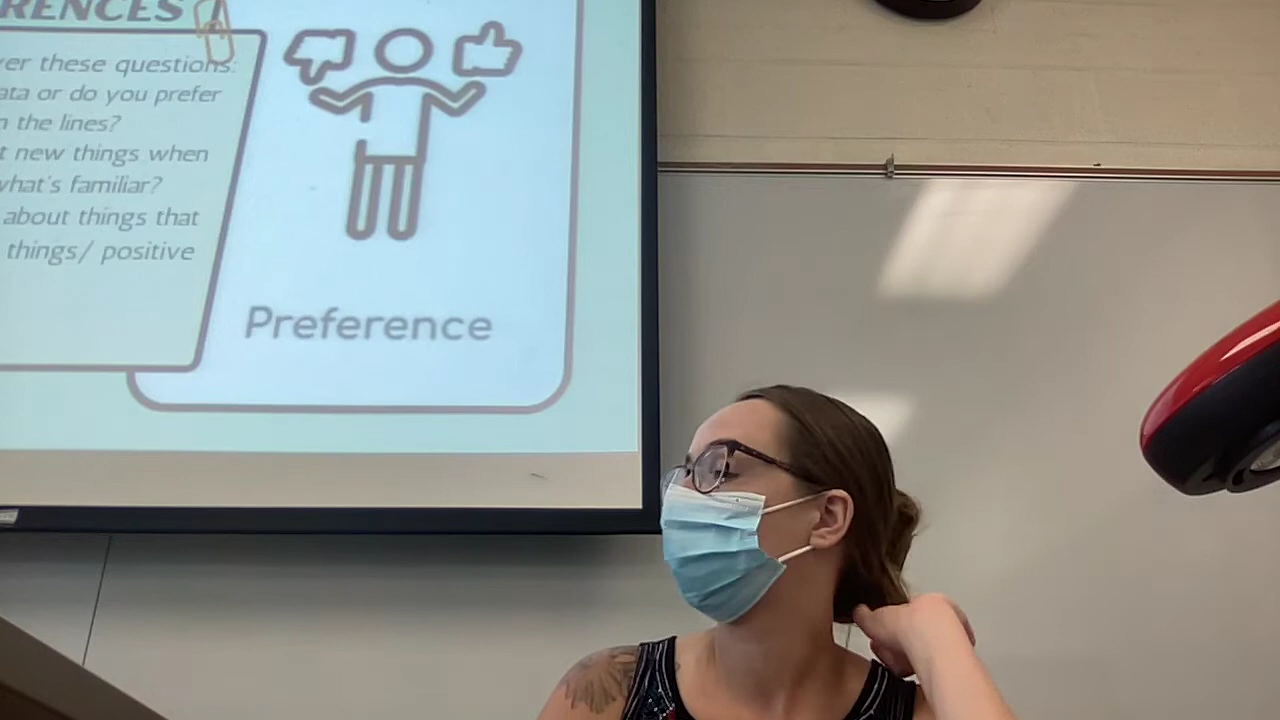 RENCES
ver these questions:
ata or do you prefer
n the lines?
t new things when
what's familiar?
about things that
things/ positive
Preference